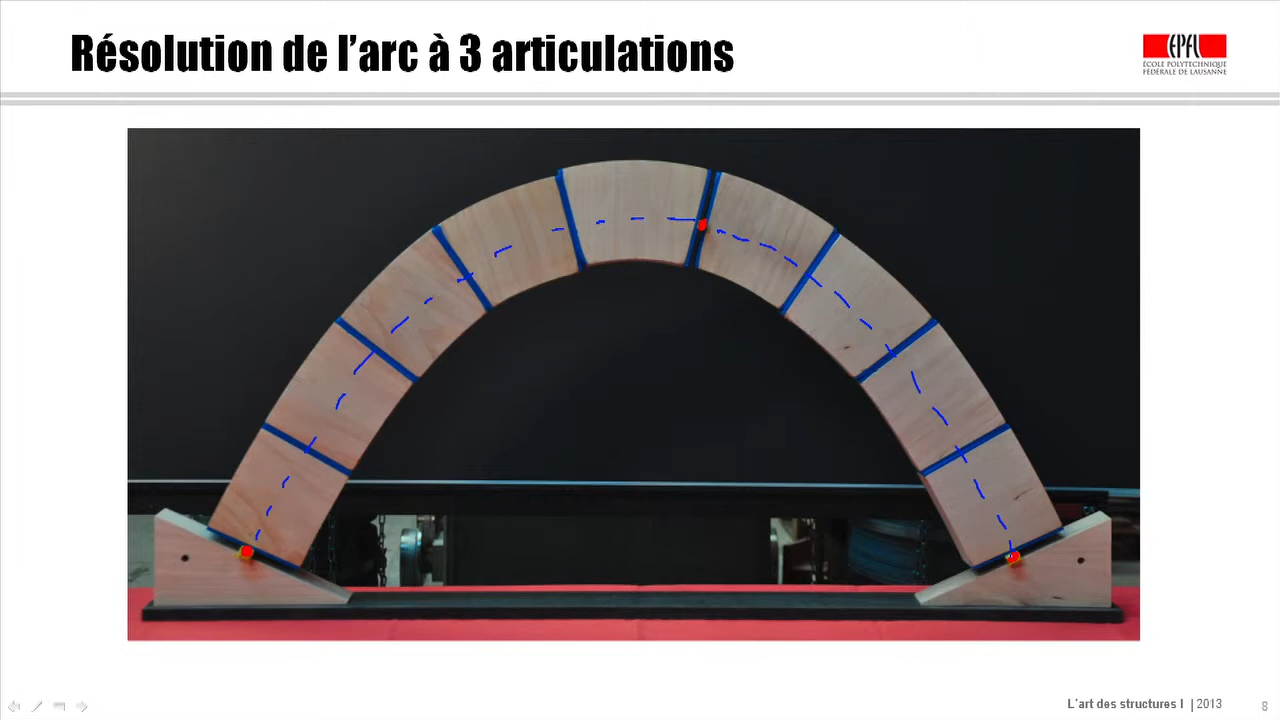 Résolution de l'arc à 3 articulations
EPFL
ÉCOLE POLYTECHNIQUE
FÉDÉRALE DE LAUSANNE
L'art des structures I | 2013
8